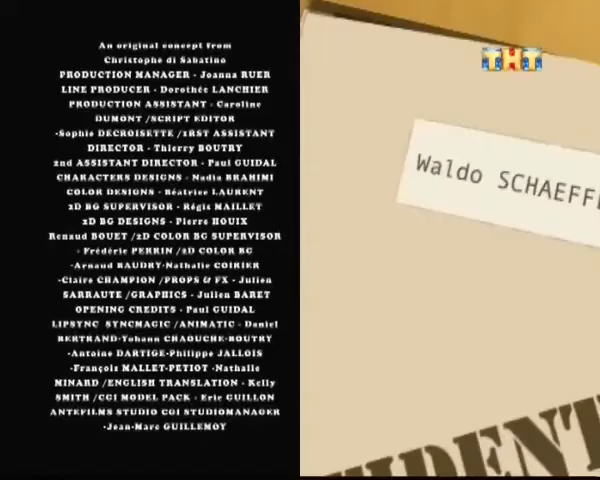 An original concept from
Christophe di Sabatino
PRODUCTION MANAGER - Joanna RUER
LINE PRODUCER - Dorothée LANCHIER
PRODUCTION ASSISTANT - Caroline
DUMONT /SCRIPT EDITOR
-Sophie DECROISETTE /1RST ASSISTANT
DIRECTOR - Thierry BOUTRY
2nd ASSISTANT DIRECTOR - Paul GUIDAL
CHARACTERS DESIGNS - Nadia BRAHIMI
COLOR DESIGNS - Béatrice LAURENT
2D BG SUPERVISOR - Régis MAILLET
2D BG DESIGNS - Pierre HOUIX
Renaud BOUET /2D COLOR BG SUPERVISOR
- Frédéric PERRIN /2D COLOR BG
-Arnaud BAUDRY-Nathalie COIRIER
-Claire CHAMPION /PROPS & FX - Julien
SARRAUTE /GRAPHICS - Julien BARET
OPENING CREDITS - Paul GUIDAL
LIPSYNC SYNCMAGIC /ANIMATIC - Daniel
BERTRAND-Yohann CHAOUCHE-BOUTRY
-Antoine DARTIGE-Philippe JALLOIS
-François MALLET-PETIOT -Nathalie
MINARD /ENGLISH TRANSLATION - Kelly
SMITH /CGI MODEL PACK - Eric GUILLON
ANTEFILMS STUDIO CGI STUDIOMANAGER
-Jean-Marc GUILLEMOY
ТНТ
Waldo SCHAEFF
IDENT